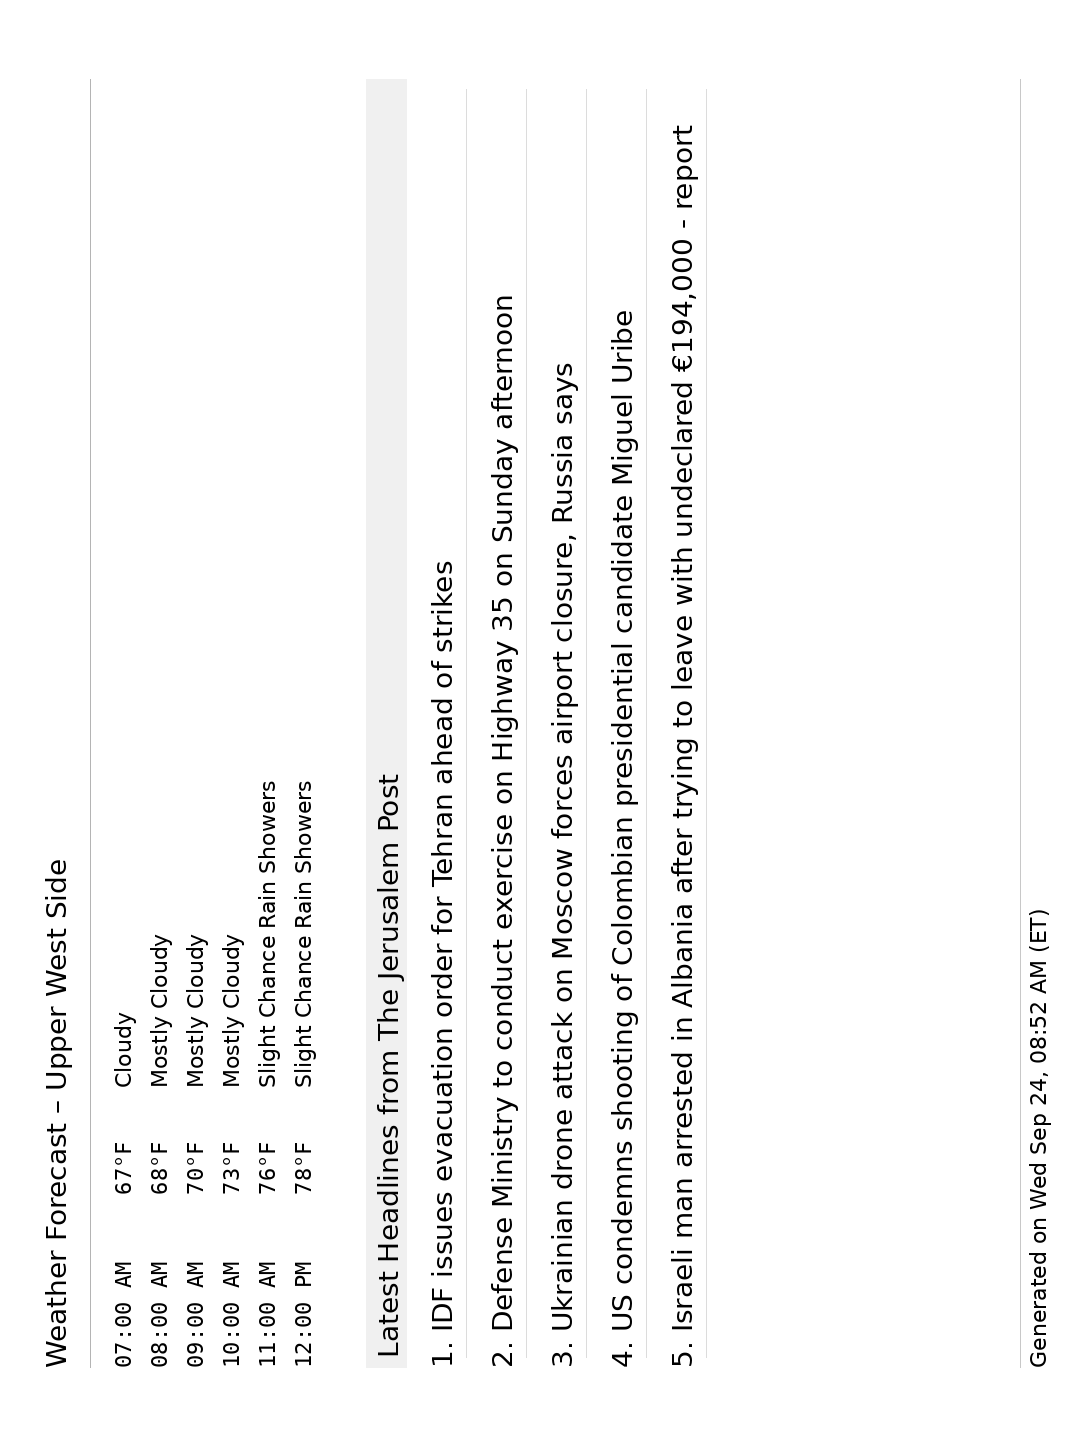 Weather Forecast – Upper West Side
07:00 AM 67°F Cloudy
08:00 AM 68°F Mostly Cloudy
09:00 AM 70°F Mostly Cloudy
10:00 AM 73°F Mostly Cloudy
11:00 AM 76°F Slight Chance Rain Showers
12:00 PM 78°F Slight Chance Rain Showers
Latest Headlines from The Jerusalem Post
1. IDF issues evacuation order for Tehran ahead of strikes
2. Defense Ministry to conduct exercise on Highway 35 on Sunday afternoon
3. Ukrainian drone attack on Moscow forces airport closure, Russia says
4. US condemns shooting of Colombian presidential candidate Miguel Uribe
5. Israeli man arrested in Albania after trying to leave with undeclared €194,000 - report
Generated on Wed Sep 24, 08:52 AM (ET)